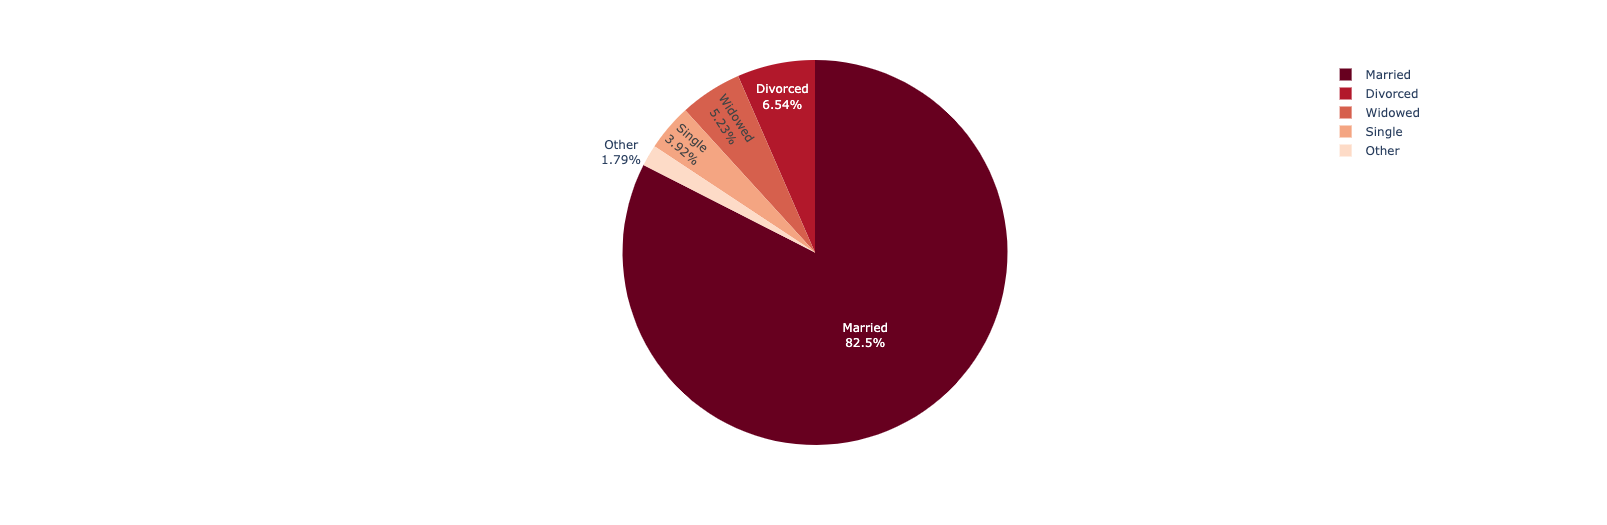 Divorced
6.54%
Widowed
5.23%
Single
3.92%
Other
1.79%
Married
82.5%
Married
Divorced
Widowed
Single
Other